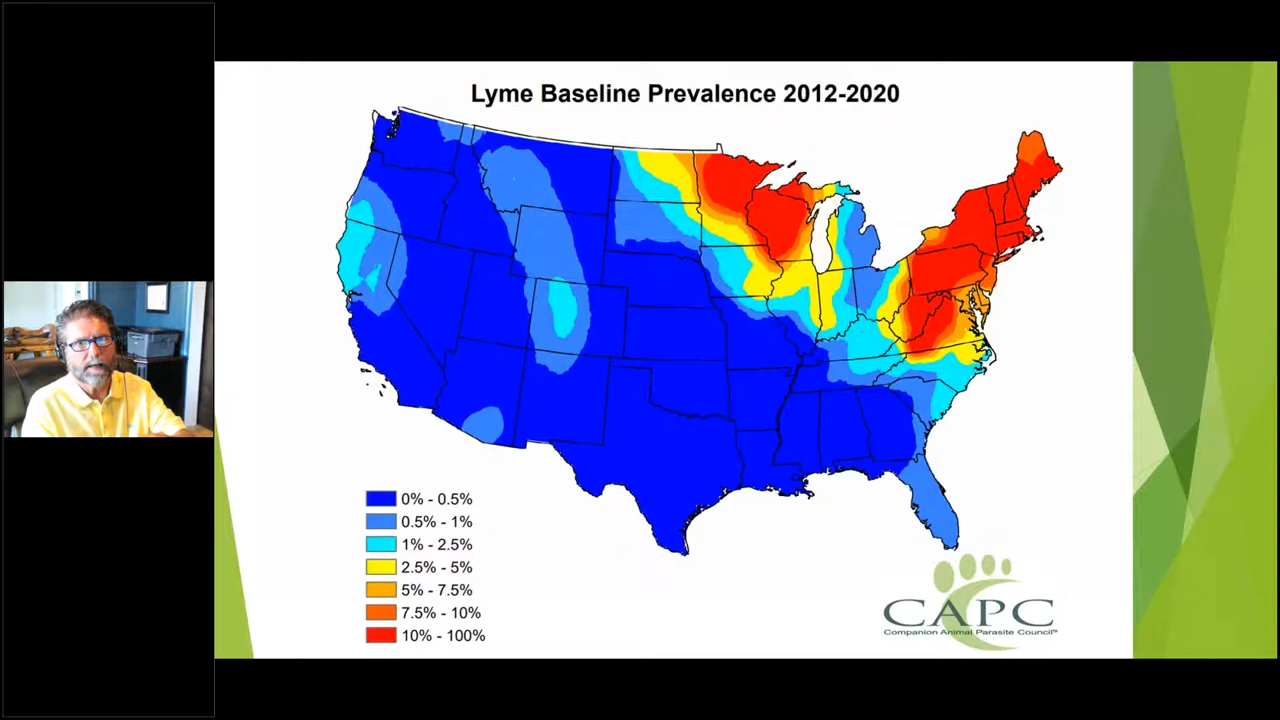 Lyme Baseline Prevalence 2012-2020
0% - 0.5%
0.5% - 1%
1% - 2.5%
2.5% - 5%
5% - 7.5%
7.5% - 10%
10% - 100%
CAPC
Companion Animal Parasite Council™